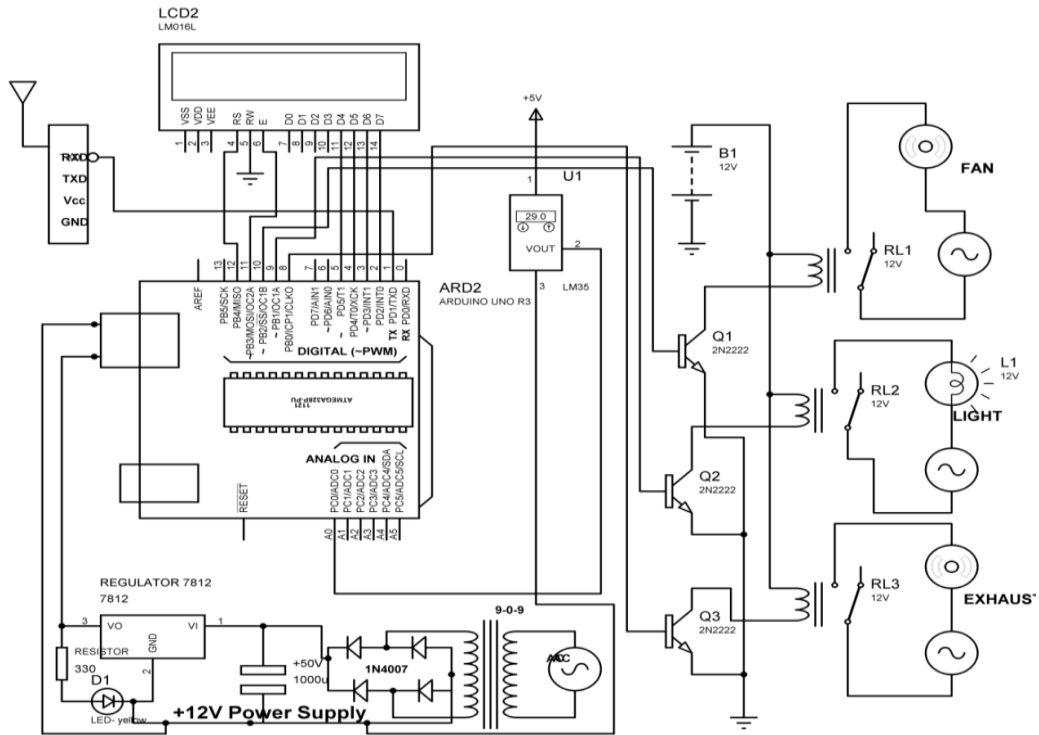 LCD2
LM016L
VSS
VDD
VEE
RS
RW
E
D0
D1
D2
D3
D4
D5
D6
D7
1
2
3
4
5
6
7
8
9
10
11
12
13
14
TXD
Vcc
GND
+5V
U1
1
29.0
VOUT
2
3
LM35
B1
12V
FAN
RL1
12V
ARD2
ARDUINO UNO R3
AREF
13
12
11
10
9
8
7
6
5
4
3
2
1
0
PB5/SCK
PB4/MISO
~PB3/MOSI/OC2A
~PB2/SS/OC1B
~PB1/OC1A
PB0/ICP1/CLKO
PD7/AIN1
~PD6/AIN0
~PD5/T1
PD4/T0/XCK
~PD3/INT1
PD2/INT0
TX PD1/TXD
RX PD0/RXD
DIGITAL (~PWM)
1121
ATMEGA328P-PU
ANALOG IN
RESET
PC0/ADC0
PC1/ADC1
PC2/ADC2
PC3/ADC3
PC4/ADC4/SDA
PC5/ADC5/SCL
A0
A1
A2
A3
A4
A5
Q1
2N2222
L1
12V
RL2
12V
LIGHT
Q2
2N2222
RL3
12V
EXHAUS
Q3
2N2222
REGULATOR 7812
7812
3
VO
VI
1
GND
2
RESISTOR
330
D1
LED- yellow
+50V
1000u
1N4007
9-0-9
+12V Power Supply